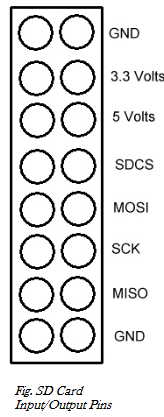 GND
3.3 Volts
5 Volts
SDCS
MOSI
SCK
MISO
GND
Fig. SD Card
Input/Output Pins